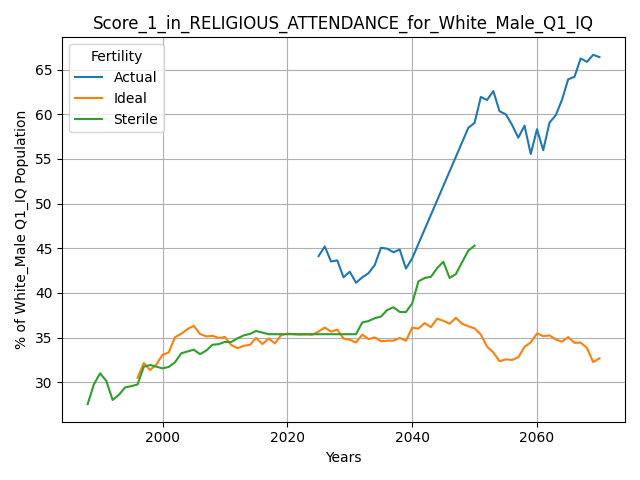 Score_1_in_RELIGIOUS_ATTENDANCE_for_White_Male_Q1_IQ
Fertility
Actual
Ideal
Sterile
% of White_Male Q1_IQ Population
65
60
55
50
45
40
35
30
2000
2020
2040
2060
Years